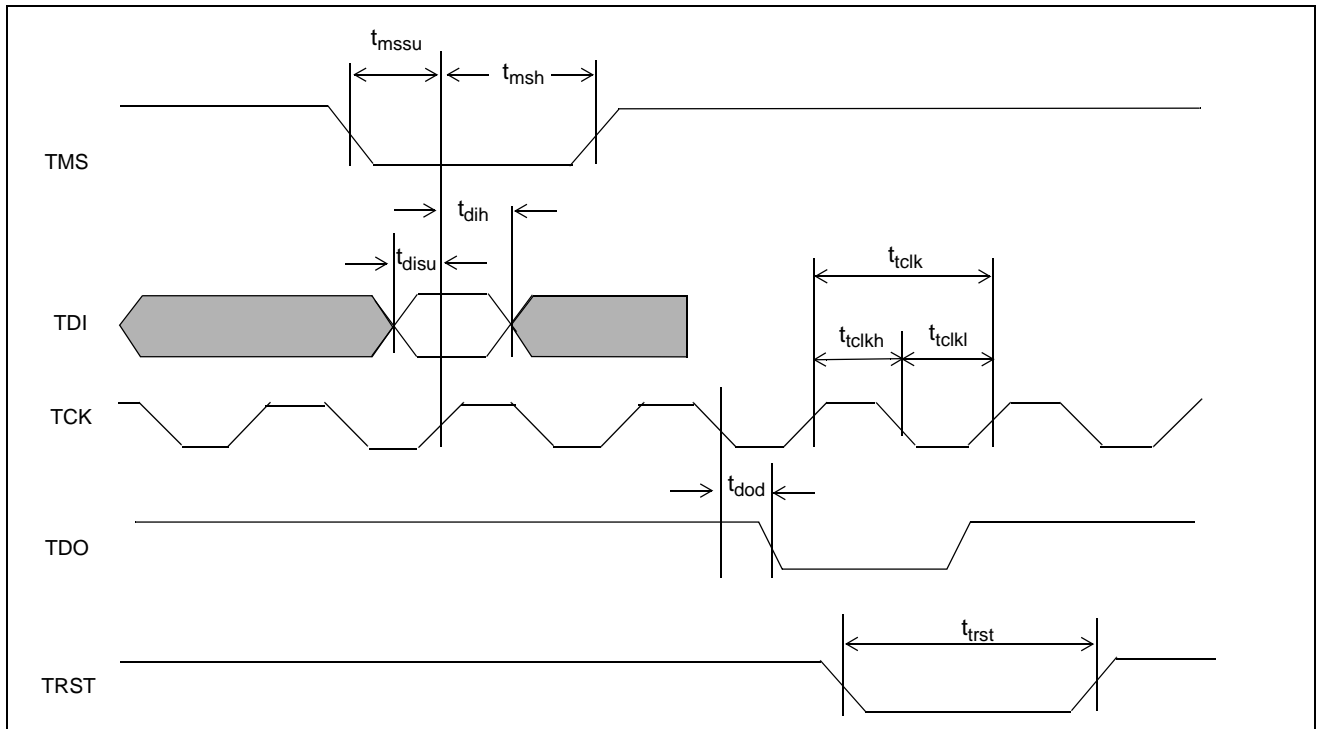 tmssu
tmsh
TMS
tdih
tdisu
ttclk
TDI
ttclkh
ttclkl
TCK
tdod
TDO
ttrst
TRST